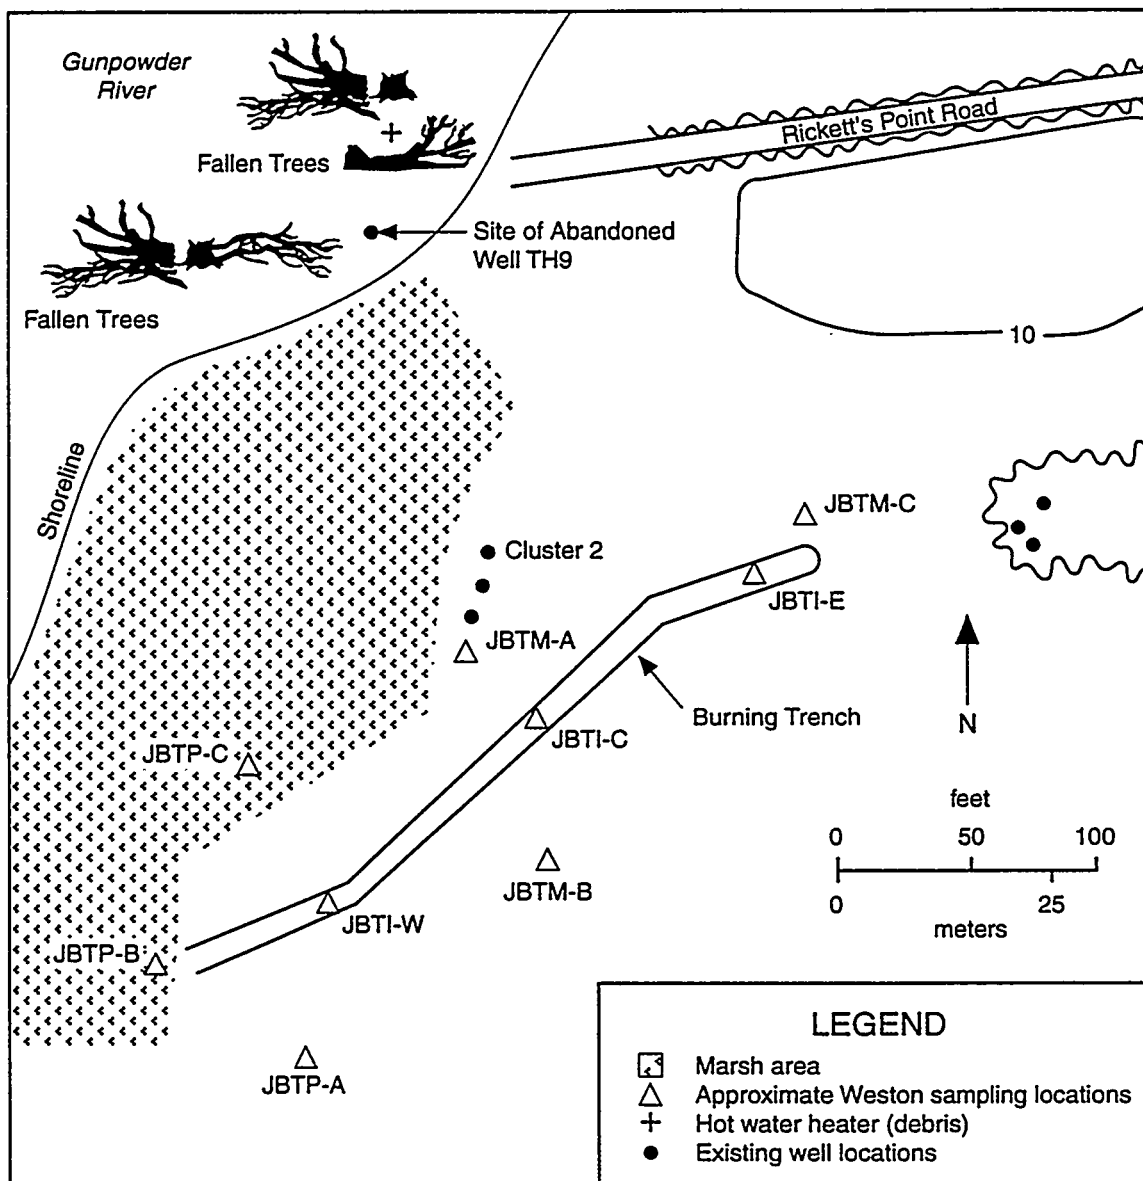 Gunpowder
River
Fallen Trees
Rickett's Point Road
Site of Abandoned
Well TH9
Fallen Trees
10
Shoreline
JBTM-C
Cluster 2
JBTI-E
JBTM-A
Burning Trench
N
JBTI-C
JBTP-C
feet
0 50 100
0 25
meters
JBTM-B
JBTI-W
JBTP-B
JBTP-A
LEGEND
Marsh area
Approximate Weston sampling locations
Hot water heater (debris)
Existing well locations